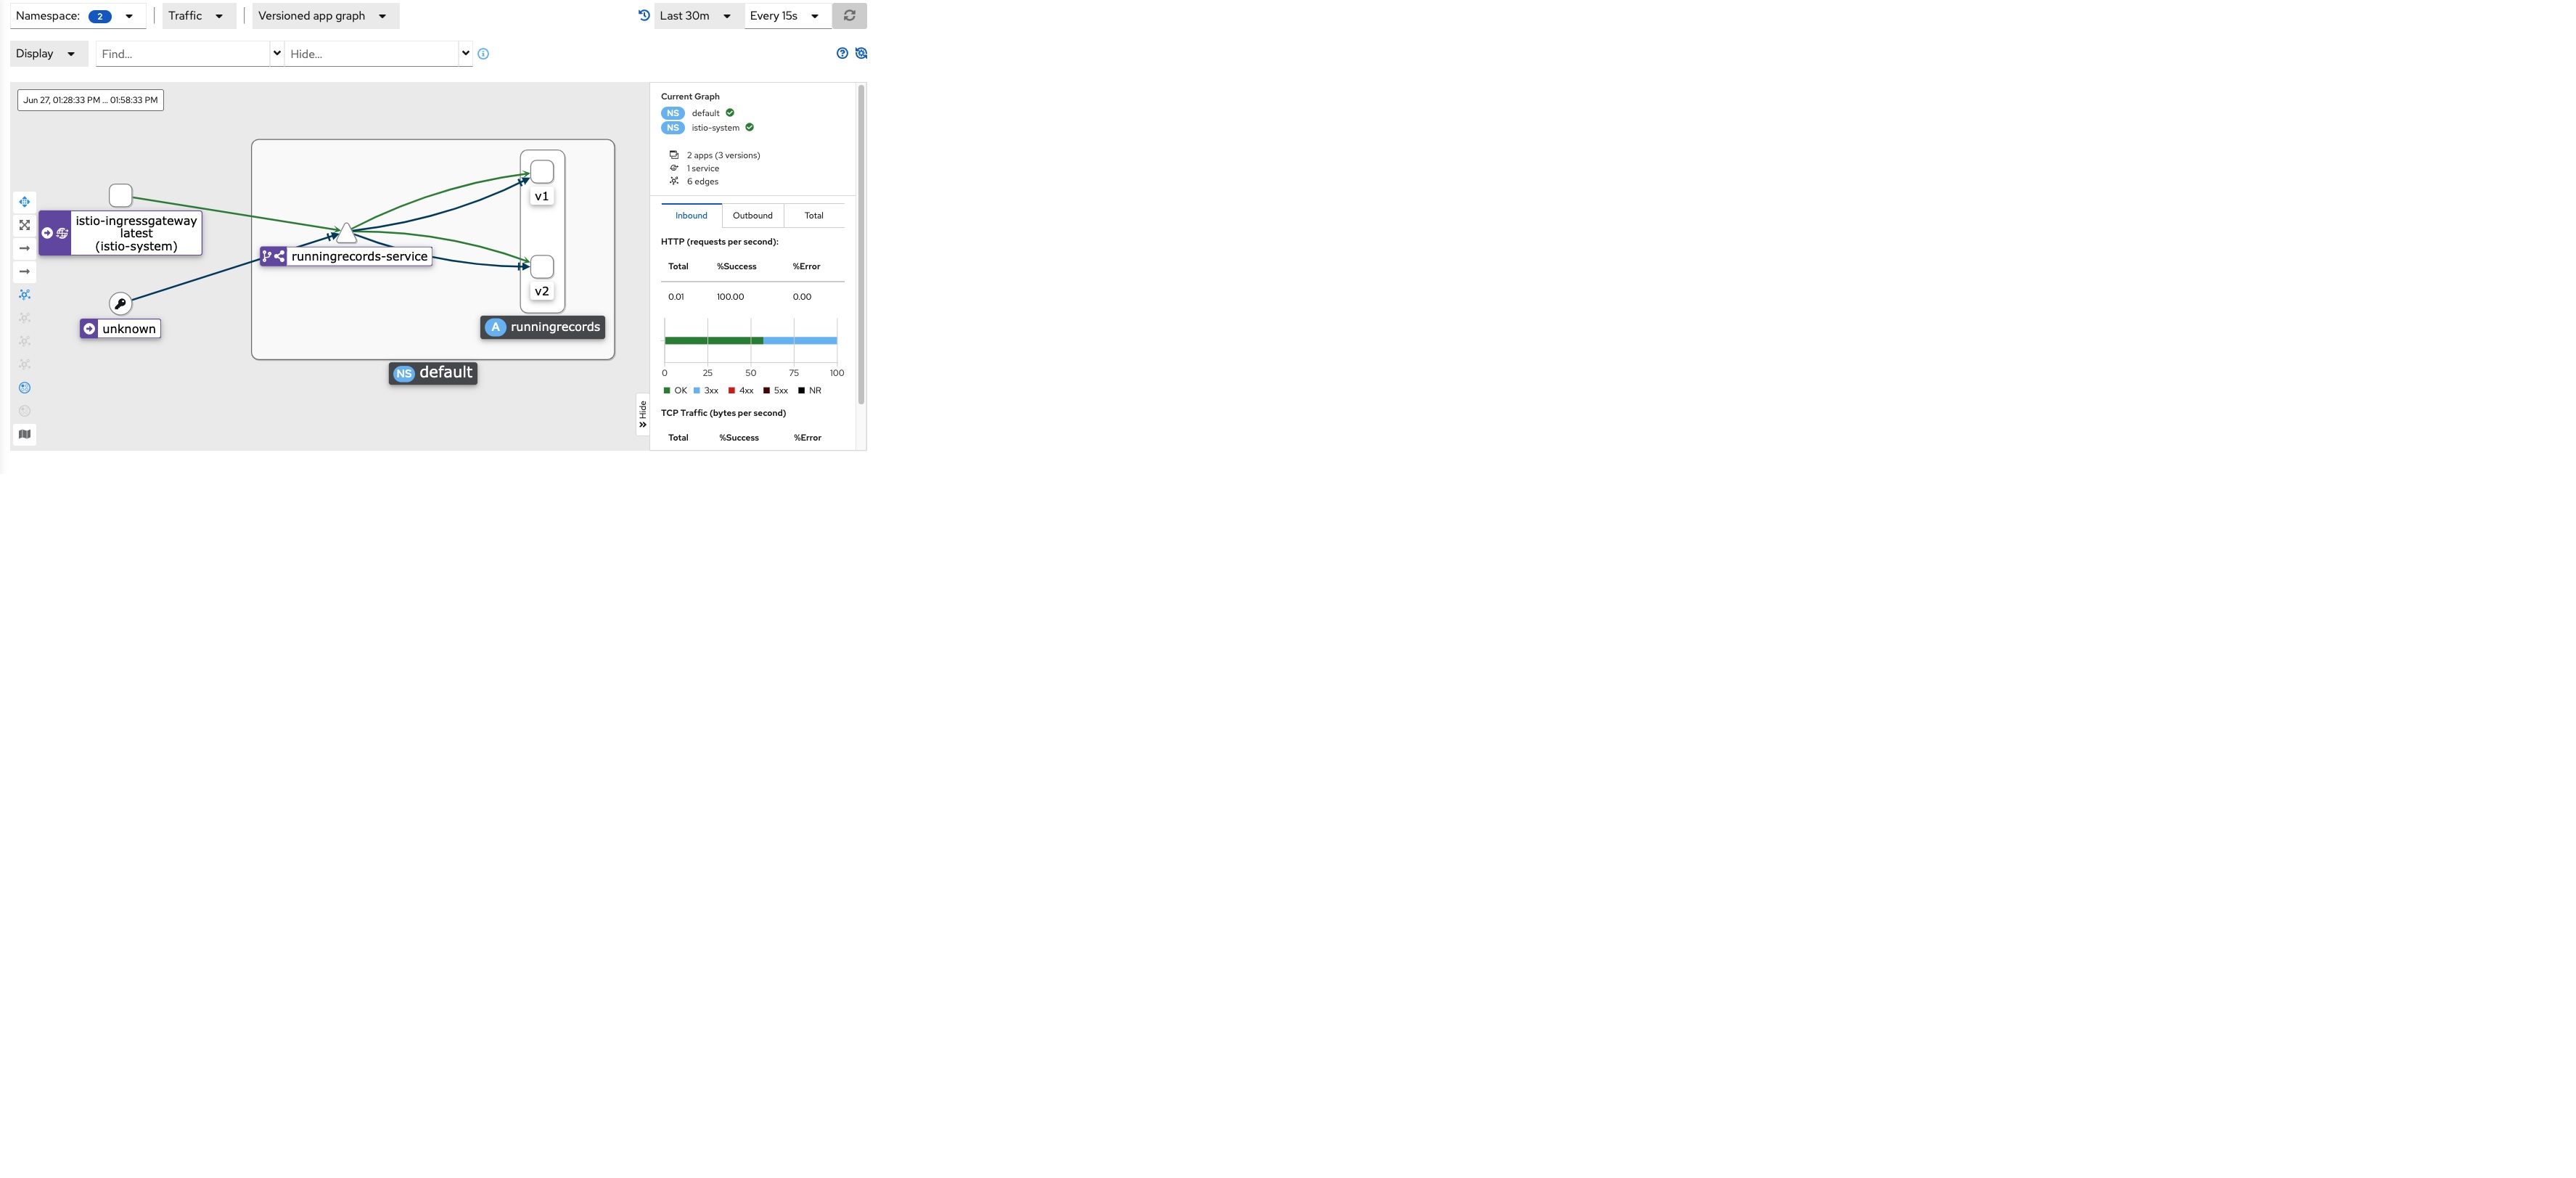 Namespace: 2 Traffic Versioned app graph Last 30m Every 15s
Display Find... Hide...
Jun 27, 01:28:33 PM ... 01:58:33 PM
istio-ingressgateway
latest
(istio-system)
unknown
runningrecords-service
v1
v2
A runningrecords
NS default
Hide
Current Graph
NS default
NS istio-system
2 apps (3 versions)
1 service
6 edges
Inbound Outbound Total
HTTP (requests per second):
Total %Success %Error
0.01 100.00 0.00
0 25 50 75 100
OK 3xx 4xx 5xx NR
TCP Traffic (bytes per second)
Total %Success %Error